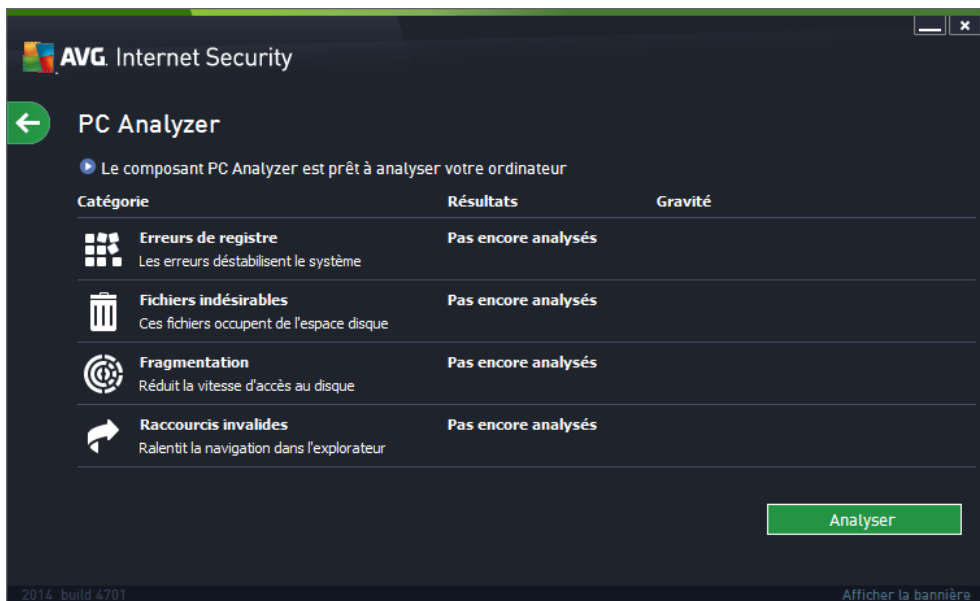 AVG. Internet Security
PC Analyzer
Le composant PC Analyzer est prêt à analyser votre ordinateur
Catégorie Résultats Gravité
Erreurs de registre Pas encore analysés
Les erreurs déstabilisent le système
Fichiers indésirables Pas encore analysés
Ces fichiers occupent de l'espace disque
Fragmentation Pas encore analysés
Réduit la vitesse d'accès au disque
Raccourcis invalides Pas encore analysés
Ralentit la navigation dans l'explorateur
Analyser
2014 build 4701 Afficher la bannière